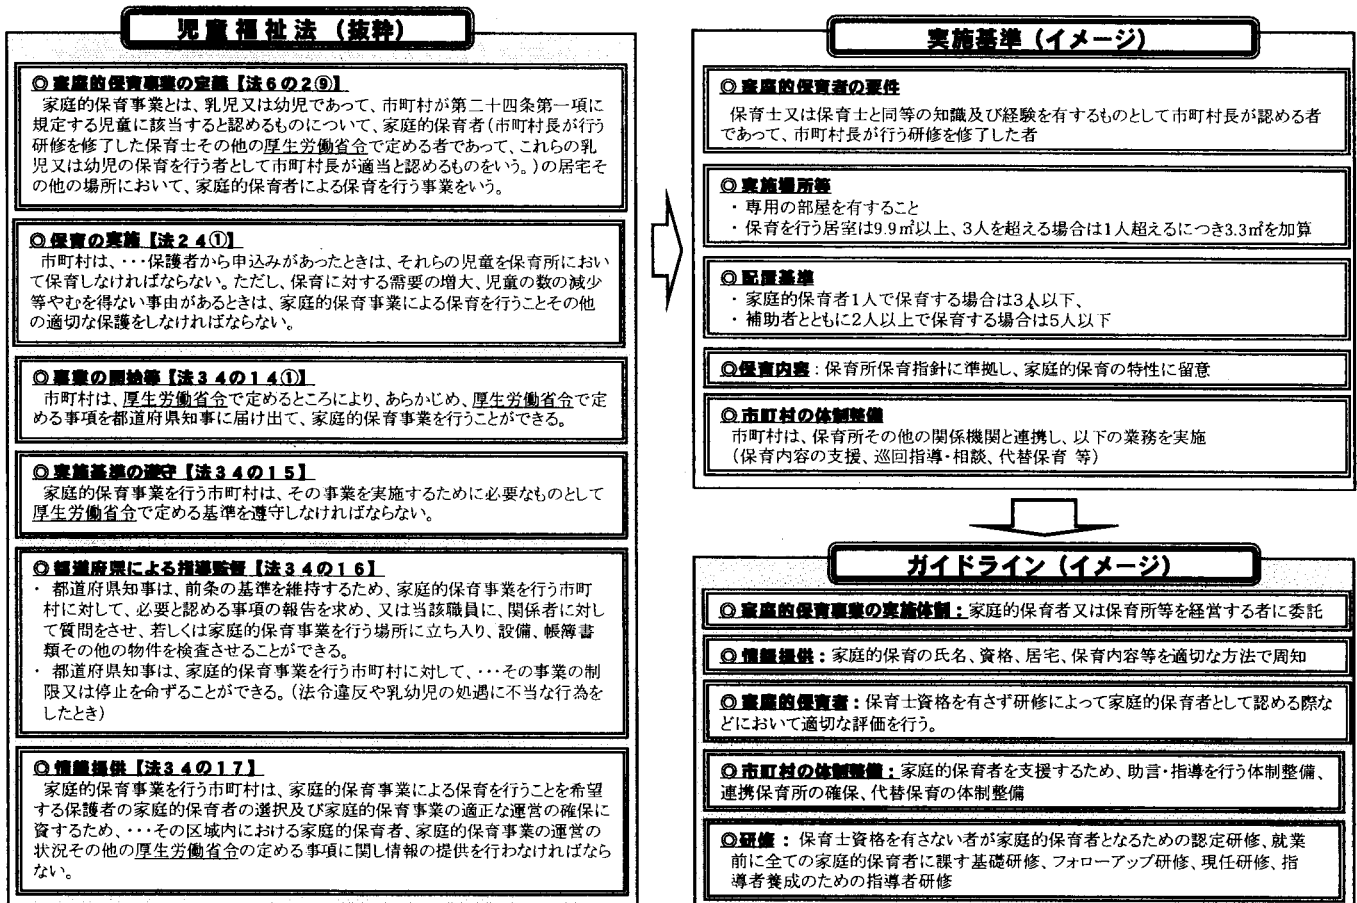 児童福祉法(抜粋)
◎家庭的保育事業の定義【法6の2⑨】
家庭的保育事業とは、乳児又は幼児であって、市町村が第二十四条第一項に
規定する児童に該当すると認めるものについて、家庭的保育者(市町村長が行う
研修を修了した保育士その他の厚生労働省令で定める者であって、これらの乳
児又は幼児の保育を行う者として市町村長が適当と認めるものをいう。)の居宅そ
の他の場所において、家庭的保育者による保育を行う事業をいう。
◎保育の実施【法24①】
市町村は、・・・保護者から申込みがあったときは、それらの児童を保育所におい
て保育しなければならない。ただし、保育に対する需要の増大、児童の数の減少
等やむを得ない事由があるときは、家庭的保育事業による保育を行うことその他
の適切な保護をしなければならない。
◎事業の開始等【法34の14①】
市町村は、厚生労働省令で定めるところにより、あらかじめ、厚生労働省令で定
める事項を都道府県知事に届け出て、家庭的保育事業を行うことができる。
◎実施基準の遵守【法34の15】
家庭的保育事業を行う市町村は、その事業を実施するために必要なものとして
厚生労働省令で定める基準を遵守しなければならない。
◎都道府県による指導監督【法34の16】
・ 都道府県知事は、前条の基準を維持するため、家庭的保育事業を行う市町
村に対して、必要と認める事項の報告を求め、又は当該職員に、関係者に対し
て質問をさせ、若しくは家庭的保育事業を行う場所に立ち入り、設備、帳簿書
類その他の物件を検査させることができる。
・ 都道府県知事は、家庭的保育事業を行う市町村に対して、・・・その事業の制
限又は停止を命ずることができる。(法令違反や乳幼児の処遇に不当な行為を
したとき)
◎情報提供【法34の17】
家庭的保育事業を行う市町村は、家庭的保育事業による保育を行うことを希望
する保護者の家庭的保育者の選択及び家庭的保育事業の適正な運営の確保に
資するため、・・・その区域内における家庭的保育者、家庭的保育事業の運営の
状況その他の厚生労働省令の定める事項に関し情報の提供を行わなければなら
ない。
実施基準(イメージ)
◎家庭的保育者の要件
保育士又は保育士と同等の知識及び経験を有するものとして市町村長が認める者
であって、市町村長が行う研修を修了した者
◎実施場所等
・ 専用の部屋を有すること
・ 保育を行う居室は9.9㎡以上、3人を超える場合は1人超えるにつき3.3㎡を加算
◎配置基準
・ 家庭的保育者1人で保育する場合は3人以下、
・ 補助者とともに2人以上で保育する場合は5人以下
◎保育内容:保育所保育指針に準拠し、家庭的保育の特性に留意
◎市町村の体制整備
市町村は、保育所その他の関係機関と連携し、以下の業務を実施
(保育内容の支援、巡回指導・相談、代替保育 等)
ガイドライン(イメージ)
◎家庭的保育事業の実施体制:家庭的保育者又は保育所等を経営する者に委託
◎情報提供:家庭的保育の氏名、資格、居宅、保育内容等を適切な方法で周知
◎家庭的保育者:保育士資格を有さず研修によって家庭的保育者として認める際な
どにおいて適切な評価を行う。
◎市町村の体制整備:家庭的保育者を支援するため、助言・指導を行う体制整備、
連携保育所の確保、代替保育の体制整備
◎研修: 保育士資格を有さない者が家庭的保育者となるための認定研修、就業
前に全ての家庭的保育者に課す基礎研修、フォローアップ研修、現任研修、指
導者養成のための指導者研修